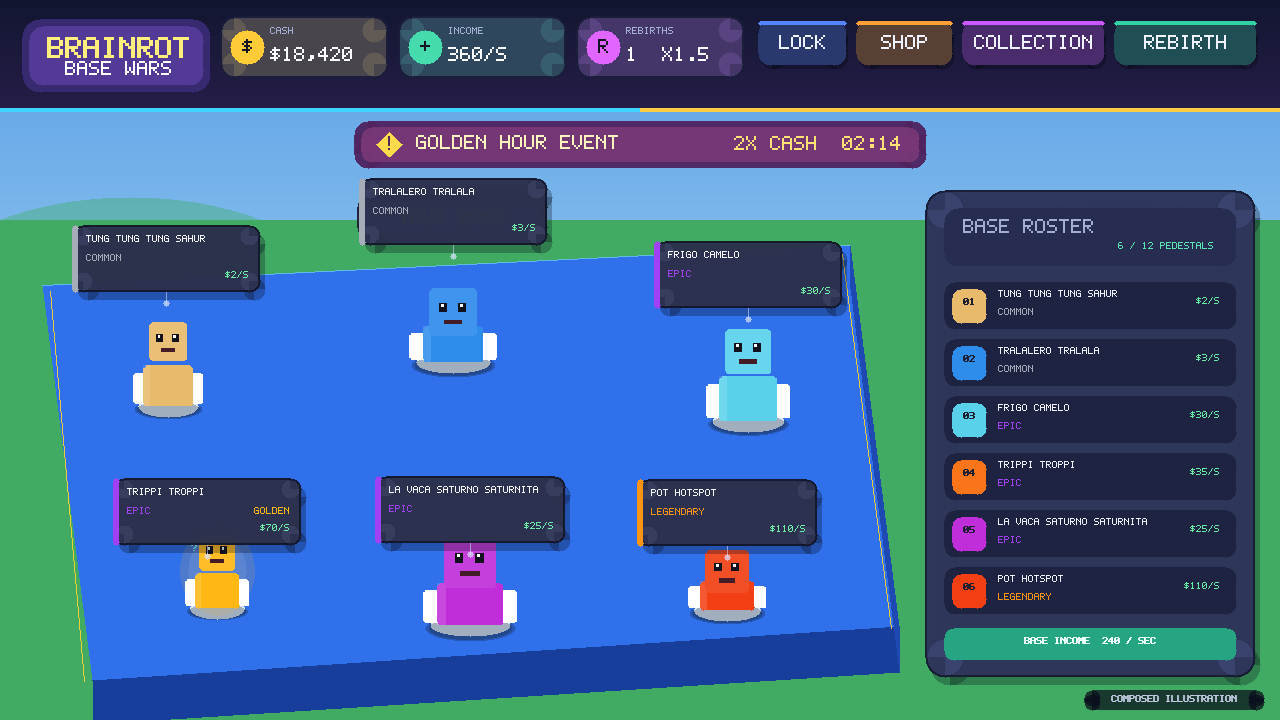 BRAINROT
BASE WARS
$
CASH
$18,420
+
INCOME
360/S
R
REBIRTHS
1 X1.5
LOCK
SHOP
COLLECTION
REBIRTH
! GOLDEN HOUR EVENT 2X CASH 02:14
TRALALERO TRALALA
COMMON
$3/S
TUNG TUNG TUNG SAHUR
COMMON
$2/S
FRIGO CAMELO
EPIC
$30/S
TRIPPI TROPPI
EPIC GOLDEN
$70/S
LA VACA SATURNO SATURNITA
EPIC
$25/S
POT HOTSPOT
LEGENDARY
$110/S
BASE ROSTER
6 / 12 PEDESTALS
01 TUNG TUNG TUNG SAHUR $2/S
COMMON
02 TRALALERO TRALALA $3/S
COMMON
03 FRIGO CAMELO $30/S
EPIC
04 TRIPPI TROPPI $35/S
EPIC
05 LA VACA SATURNO SATURNITA $25/S
EPIC
06 POT HOTSPOT $110/S
LEGENDARY
BASE INCOME 240 / SEC
COMPOSED ILLUSTRATION